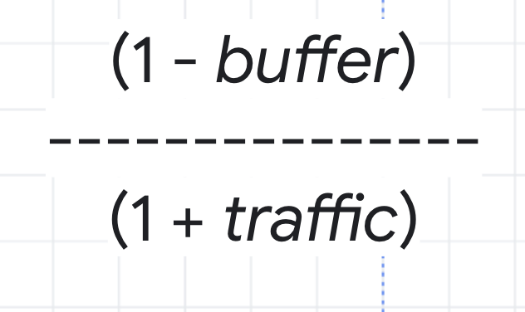 (1 - buffer)
---------------
(1 + traffic)